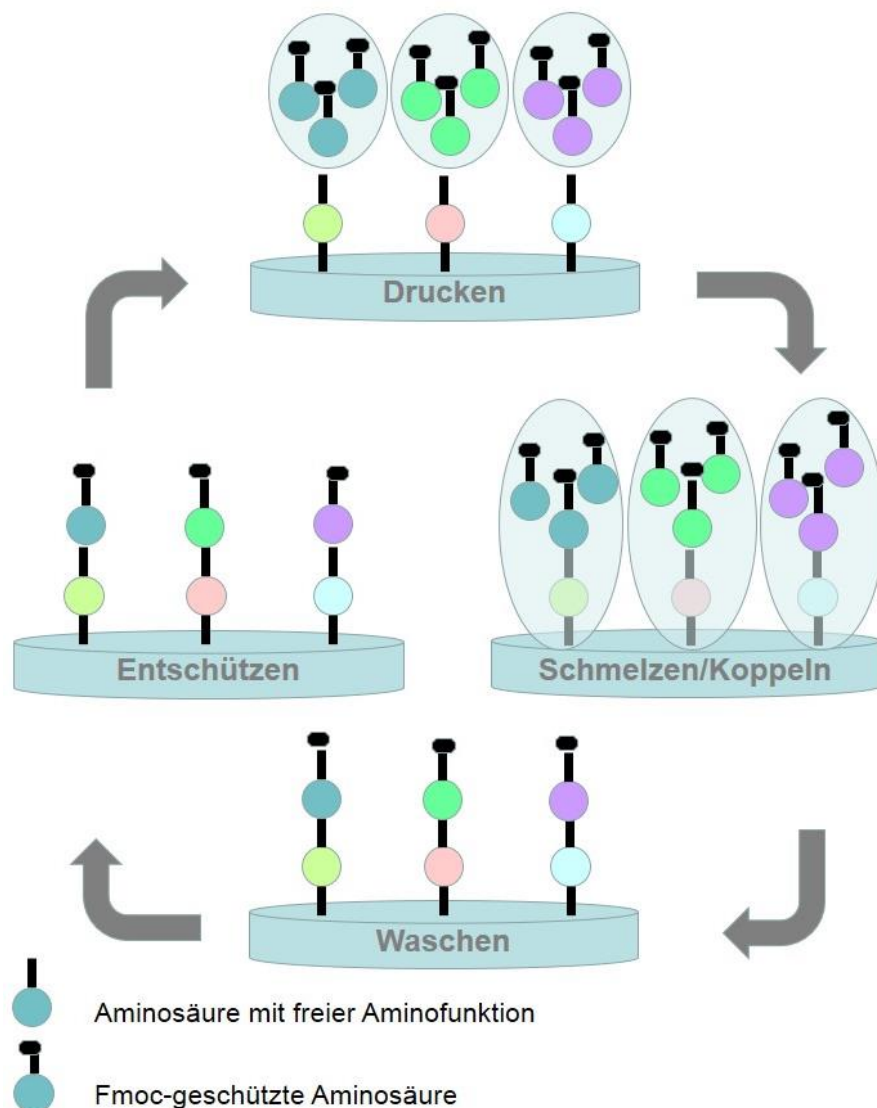 Drucken
Entschützen
Schmelzen/Koppeln
Waschen
Aminosäure mit freier Aminofunktion
Fmoc-geschützte Aminosäure